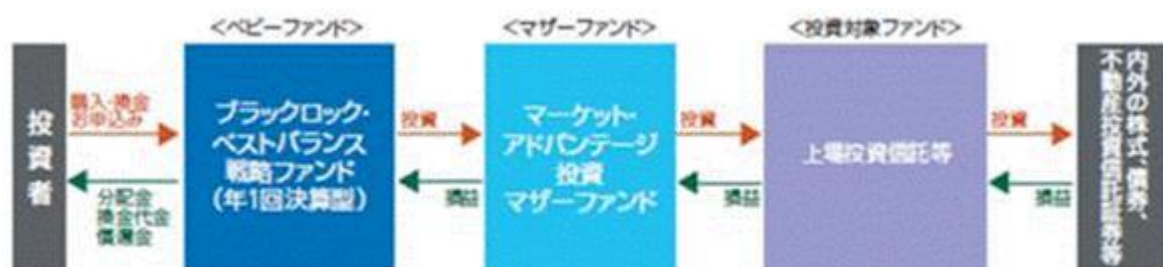 <ベビーファンド>
<マザーファンド>
<投資対象ファンド>
投資者
購入・換金
お申込み
分配金
換金代金
償還金
ブラックロック・
ベストバランス
戦略ファンド
(年1回決算型)
投資
損益
マーケット・
アドバンテージ
投資
マザーファンド
投資
損益
上場投資信託等
投資
損益
内外の株式、債券、
不動産投資信託証券等